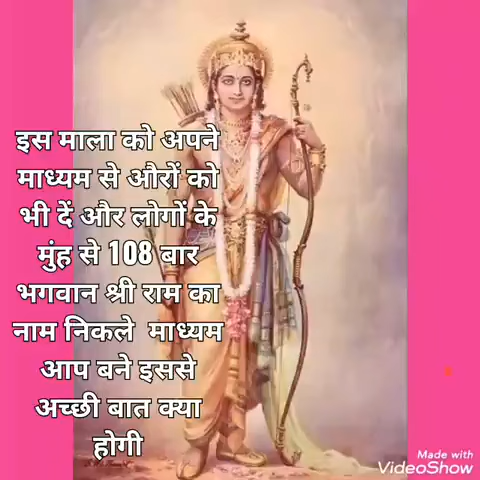 इस माला को अपने
माध्यम से औरों को
भी दें और लोगों के
मुंह से 108 बार
भगवान श्री राम का
नाम निकले माध्यम
आप बने इससे
अच्छी बात क्या
होगी
Made with
VideoShow